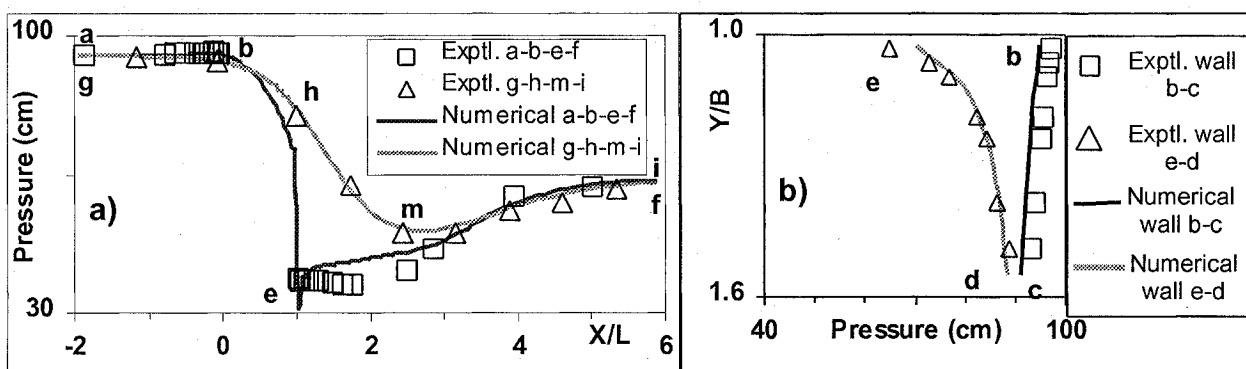 100
a
b
g
h
Exptl. a-b-e-f
Exptl. g-h-m-i
Numerical a-b-e-f
Numerical g-h-m-i
Pressure (cm)
a)
m
i
f
e
30
-2
0
2
4
X/L
6
1.0
b
e
Y/B
b)
d
c
1.6
40
Pressure (cm)
100
Exptl. wall
b-c
Exptl. wall
e-d
Numerical
wall b-c
Numerical
wall e-d